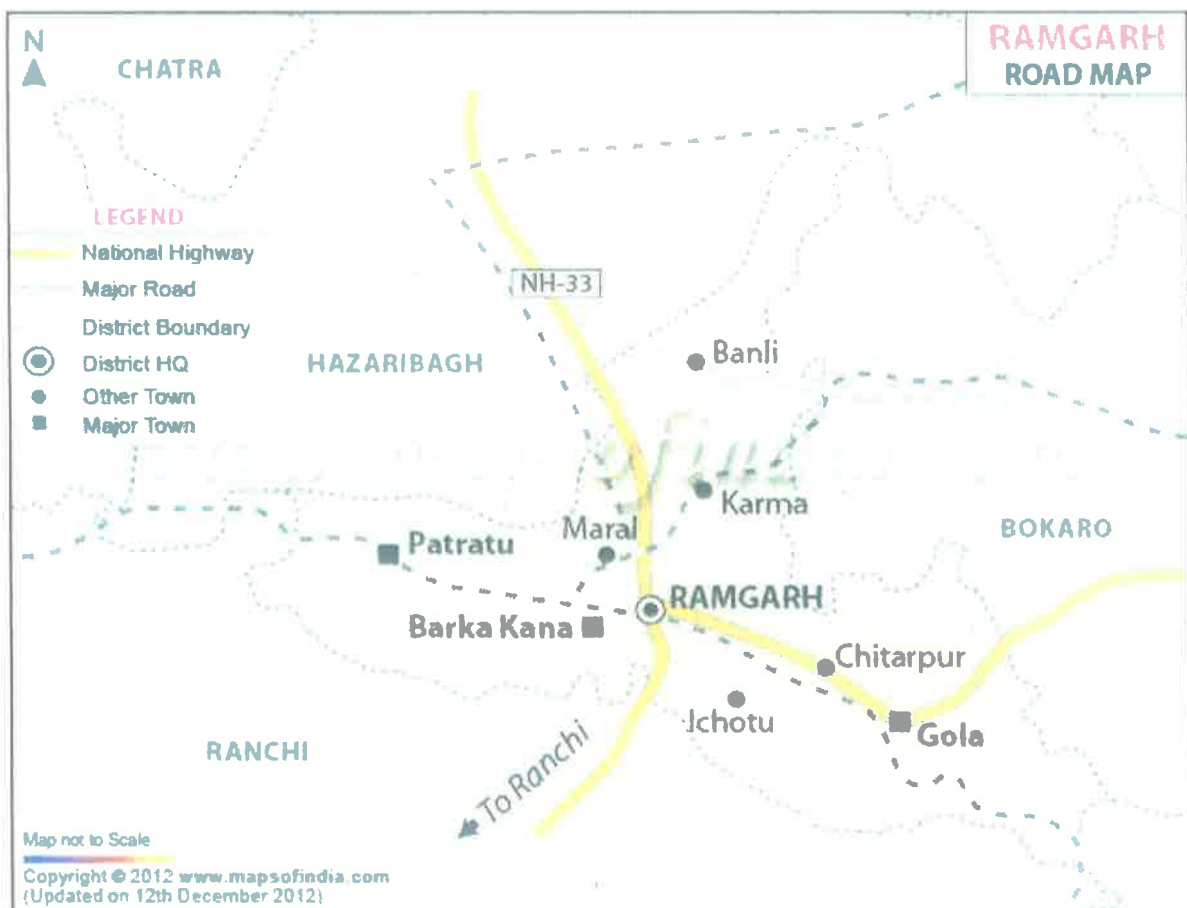 N
CHATRA
RAMGARH
ROAD MAP
LEGEND
National Highway
Major Road
District Boundary
District HQ
Other Town
Major Town
NH-33
HAZARIBAGH
Banli
Karma
BOKARO
Maral
Patratu
RAMGARH
Barka Kana
Chitarpur
Ichotu
Gola
RANCHI
To Ranchi
Map not to Scale
Copyright © 2012 www.mapsofindia.com
(Updated on 12th December 2012)